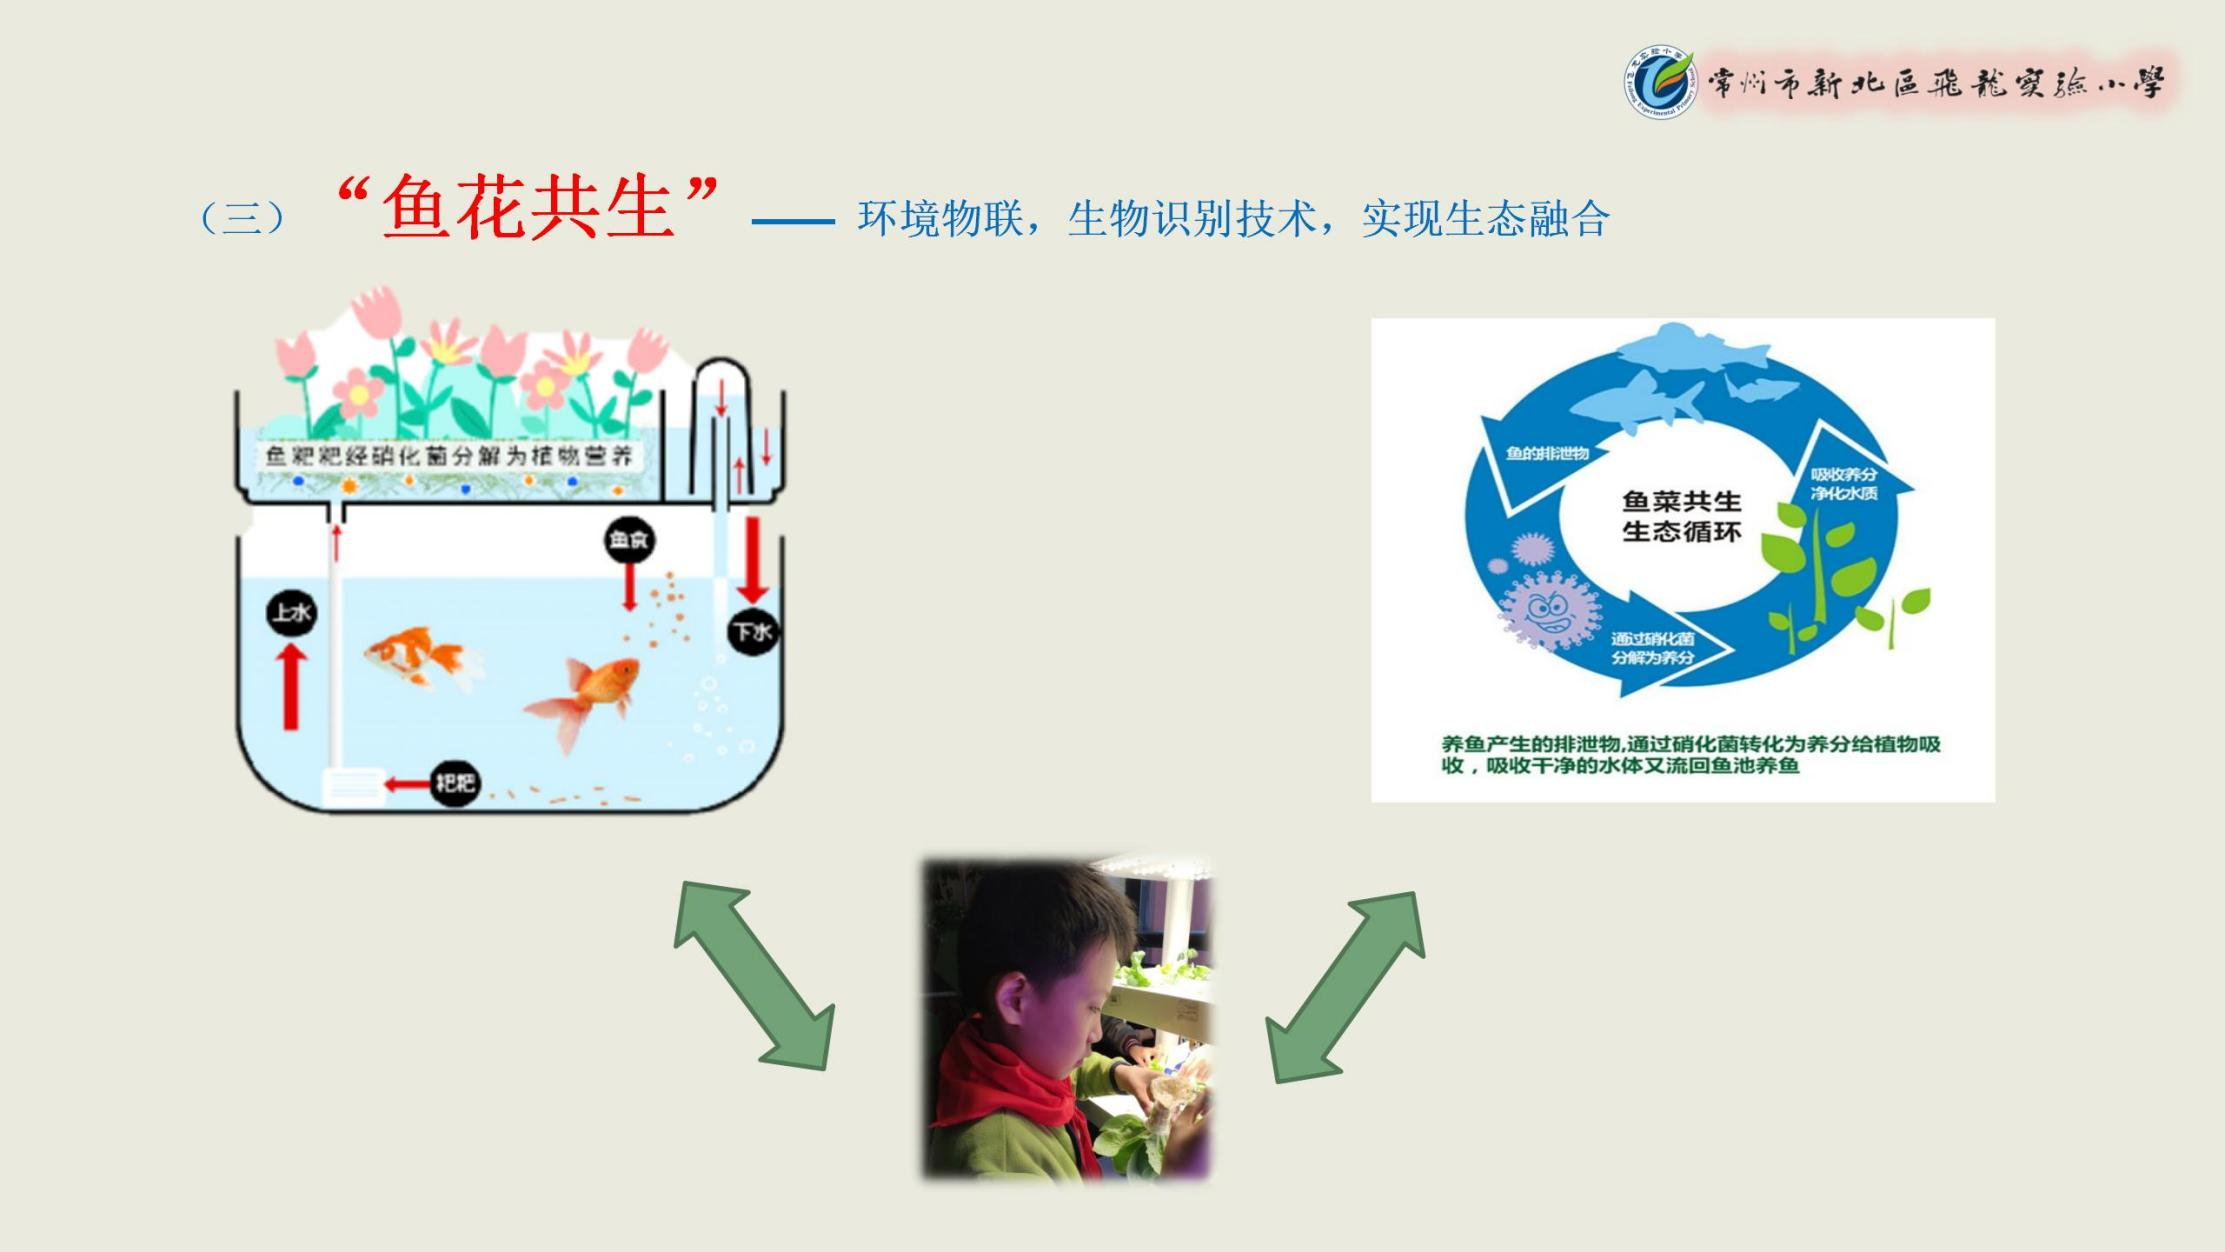 常州市新北區飛龍實驗小學
（三）“鱼花共生”—— 环境物联，生物识别技术，实现生态融合
鱼粑粑经硝化菌分解为植物营养
鱼食
上水
下水
粑粑
鱼的排泄物
吸收养分
净化水质
鱼菜共生
生态循环
通过硝化菌
分解为养分
养鱼产生的排泄物,通过硝化菌转化为养分给植物吸
收，吸收干净的水体又流回鱼池养鱼